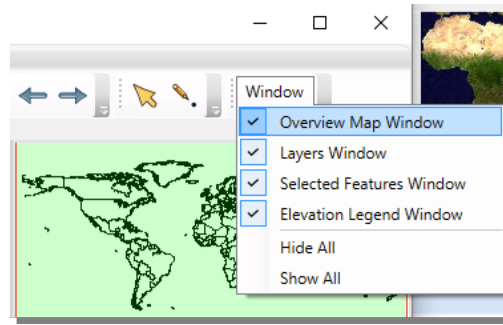 Window
Overview Map Window
Layers Window
Selected Features Window
Elevation Legend Window
Hide All
Show All